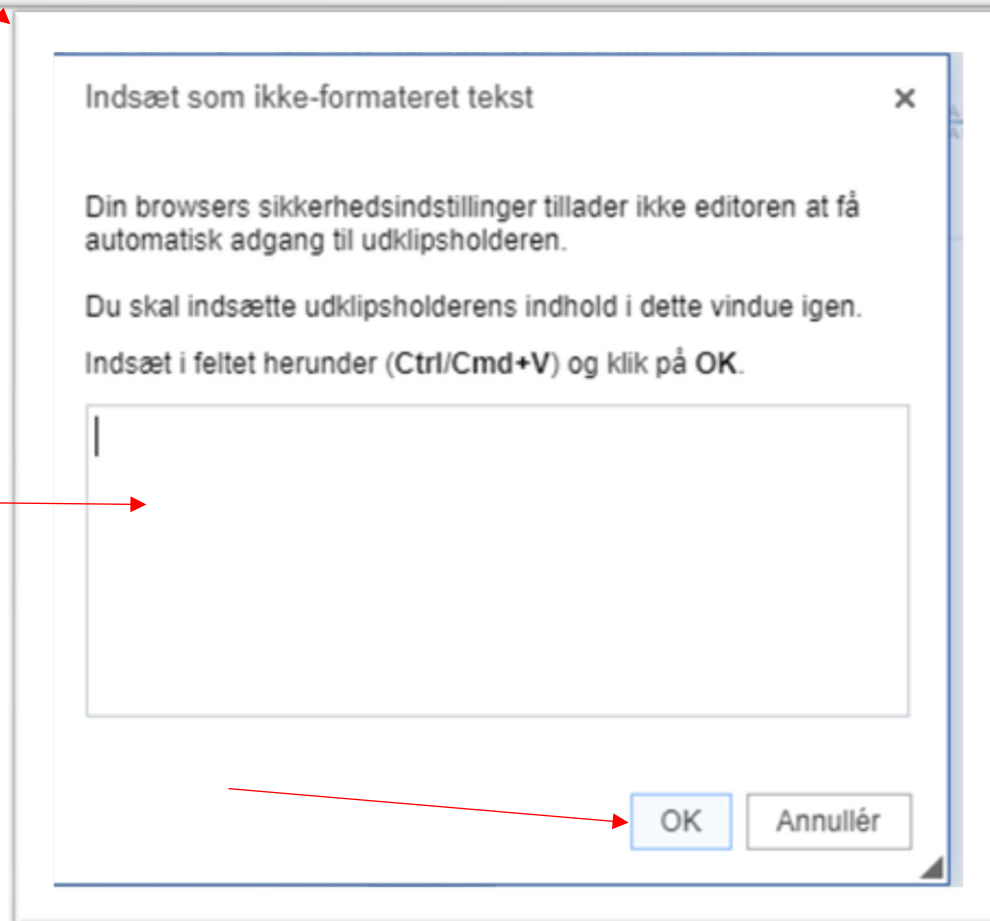 Indsæt som ikke-formateret tekst
Din browsers sikkerhedsindstillinger tillader ikke editoren at få
automatisk adgang til udklipsholderen.
Du skal indsætte udklipsholderens indhold i dette vindue igen.
Indsæt i feltet herunder (Ctrl/Cmd+V) og klik på OK.
OK
Annullér